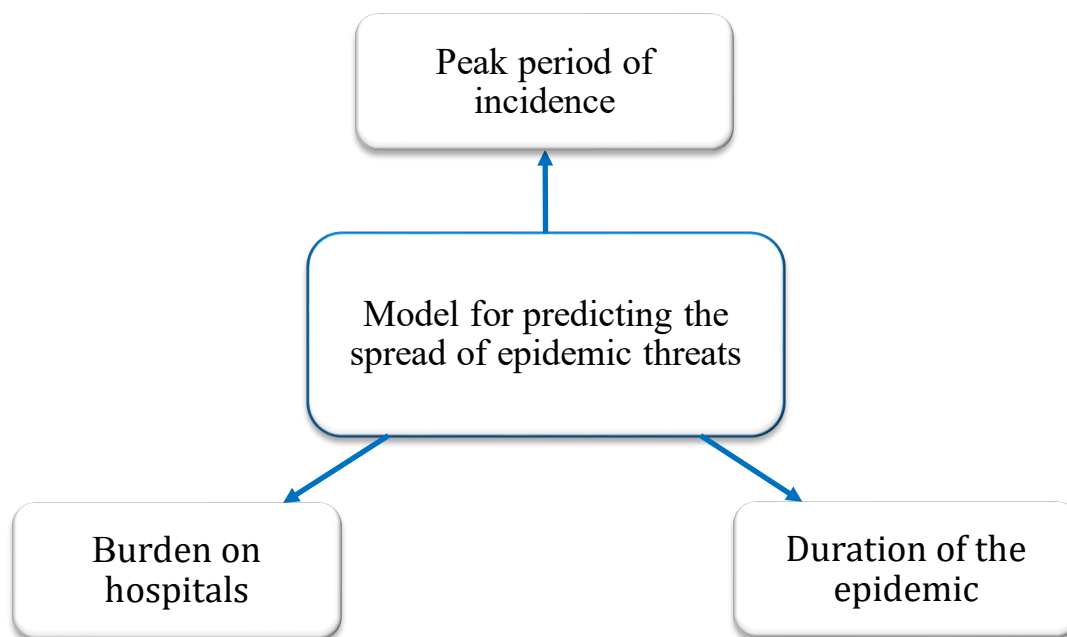 Peak period of
incidence
Model for predicting the
spread of epidemic threats
Burden on
hospitals
Duration of the
epidemic